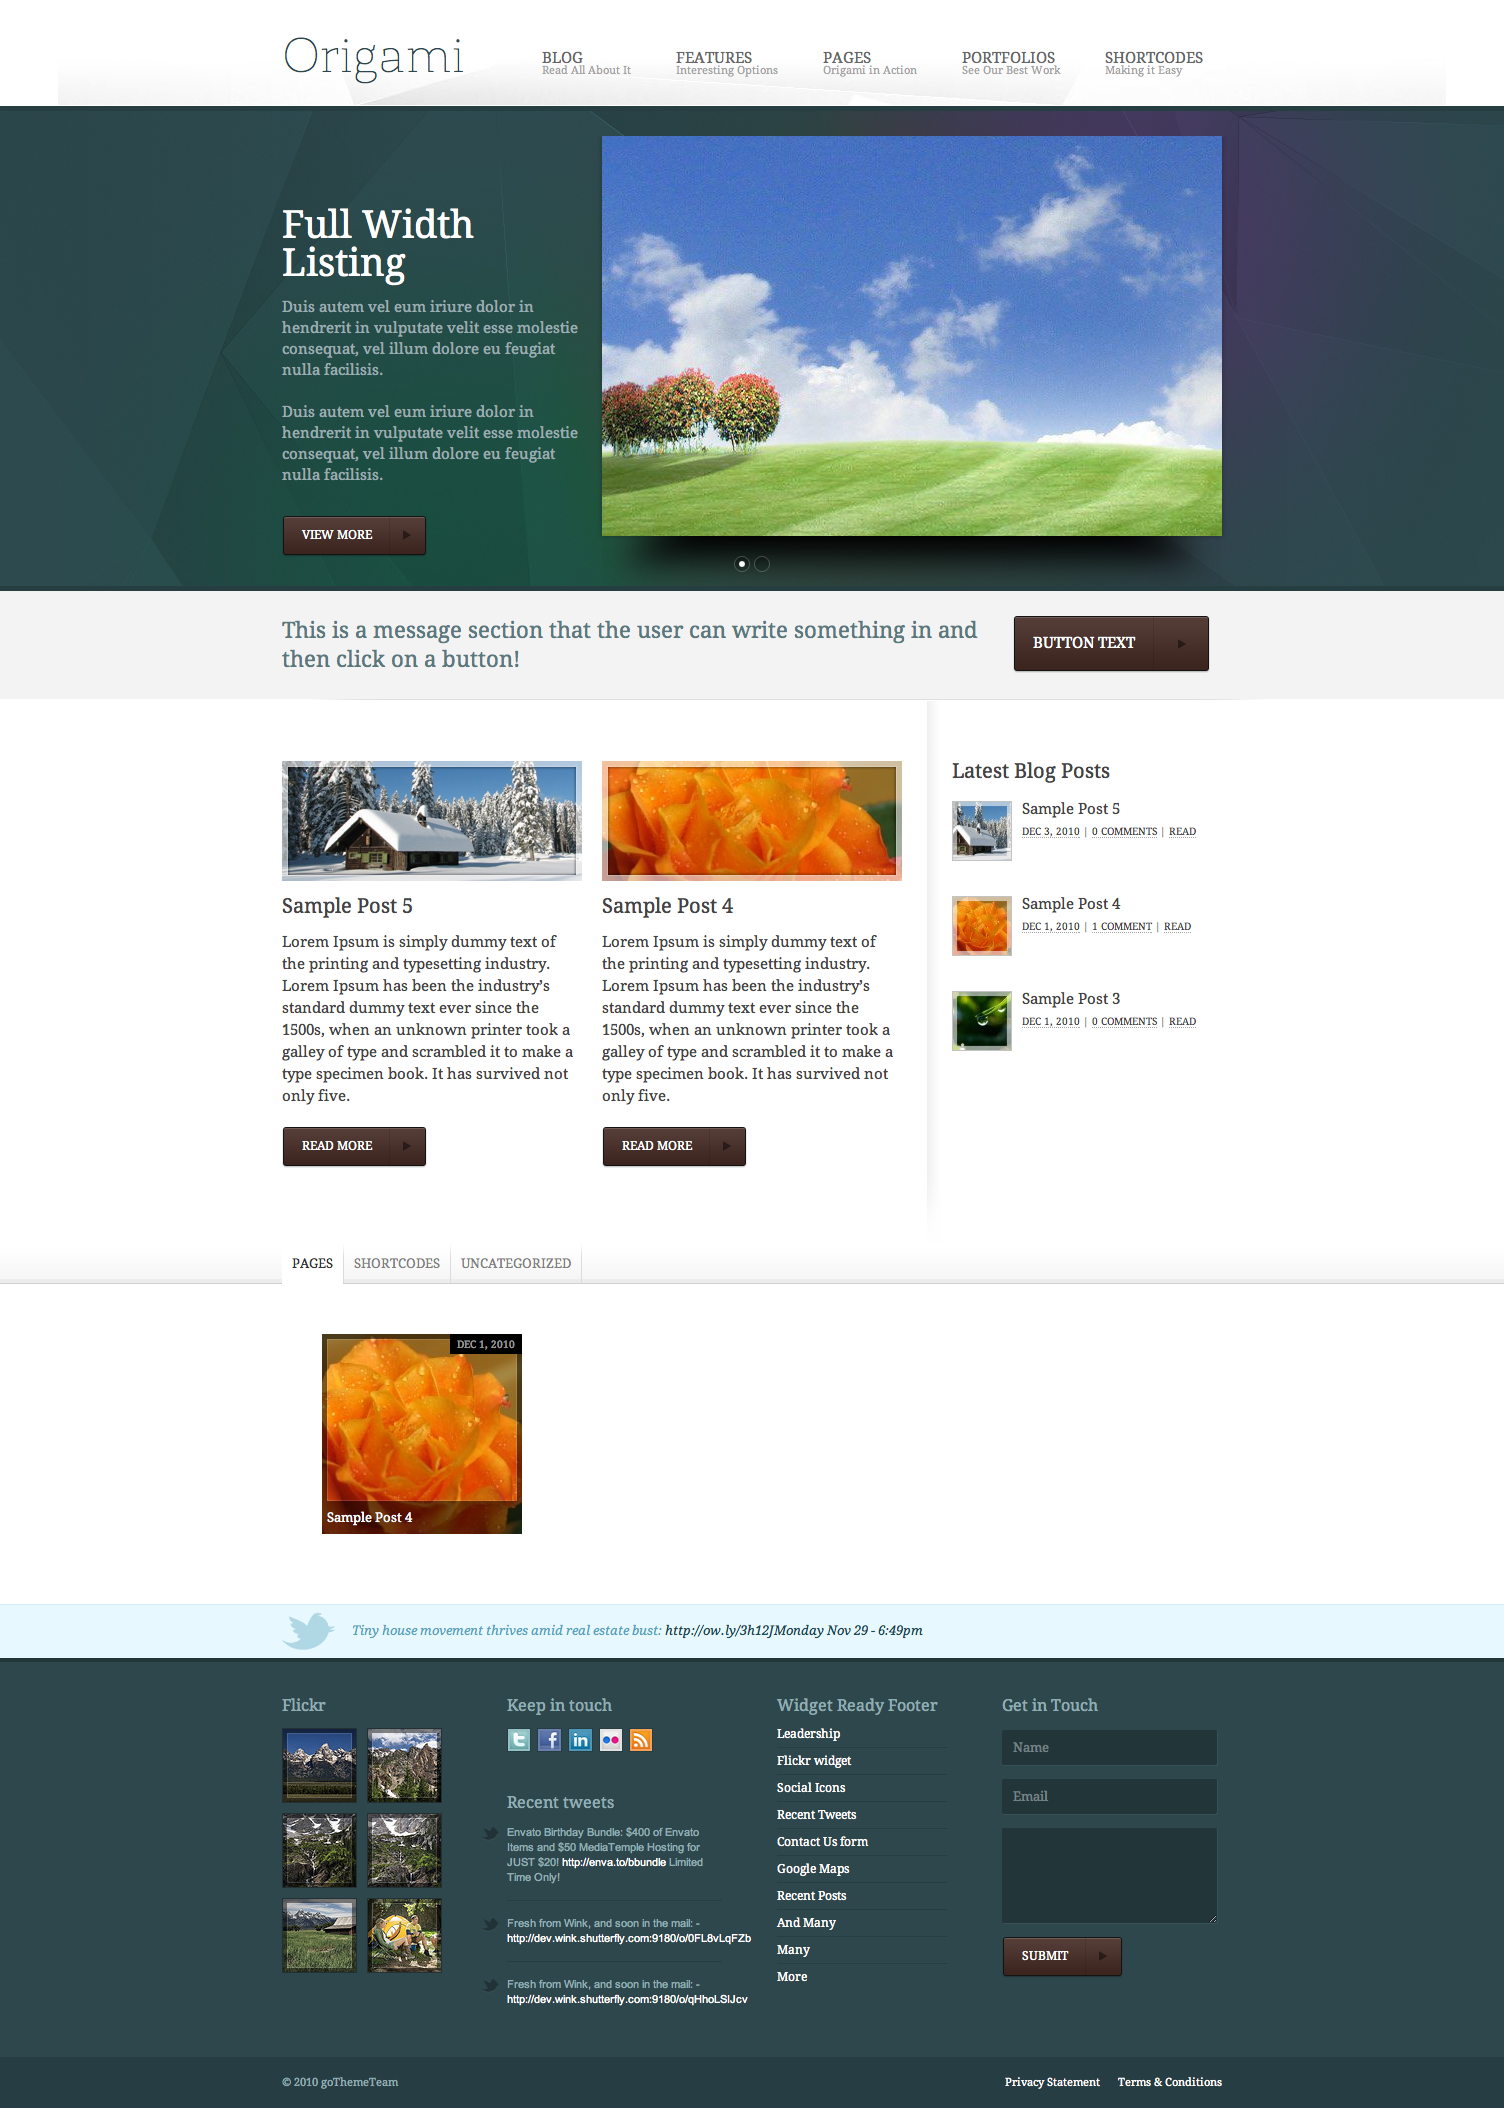 Origami
BLOG
Read All About It
FEATURES
Interesting Options
PAGES
Origami in Action
PORTFOLIOS
See Our Best Work
SHORTCODES
Making it Easy
Full Width
Listing
Duis autem vel eum iriure dolor in
hendrerit in vulputate velit esse molestie
consequat, vel illum dolore eu feugiat
nulla facilisis.
Duis autem vel eum iriure dolor in
hendrerit in vulputate velit esse molestie
consequat, vel illum dolore eu feugiat
nulla facilisis.
VIEW MORE
This is a message section that the user can write something in and
then click on a button!
BUTTON TEXT
Sample Post 5
Lorem Ipsum is simply dummy text of
the printing and typesetting industry.
Lorem Ipsum has been the industry's
standard dummy text ever since the
1500s, when an unknown printer took a
galley of type and scrambled it to make a
type specimen book. It has survived not
only five.
READ MORE
Sample Post 4
Lorem Ipsum is simply dummy text of
the printing and typesetting industry.
Lorem Ipsum has been the industry's
standard dummy text ever since the
1500s, when an unknown printer took a
galley of type and scrambled it to make a
type specimen book. It has survived not
only five.
READ MORE
Latest Blog Posts
Sample Post 5
DEC 3, 2010 | 0 COMMENTS | READ
Sample Post 4
DEC 1, 2010 | 1 COMMENT | READ
Sample Post 3
DEC 1, 2010 | 0 COMMENTS | READ
PAGES
SHORTCODES
UNCATEGORIZED
DEC 1, 2010
Sample Post 4
Tiny house movement thrives amid real estate bust: http://ow.ly/3h12JMonday Nov 29 - 6:49pm
Flickr
Keep in touch
Recent tweets
Envato Birthday Bundle: $400 of Envato
Items and $50 MediaTemple Hosting for
JUST $20! http://enva.to/bbundle Limited
Time Only!
Fresh from Wink, and soon in the mail: -
http://dev.wink.shutterfly.com:9180/o/0FL8vLqFZb
Fresh from Wink, and soon in the mail: -
http://dev.wink.shutterfly.com:9180/o/qHhoLSlJcv
Widget Ready Footer
Leadership
Flickr widget
Social Icons
Recent Tweets
Contact Us form
Google Maps
Recent Posts
And Many
Many
More
Get in Touch
Name
Email
SUBMIT
© 2010 goThemeTeam
Privacy Statement
Terms & Conditions